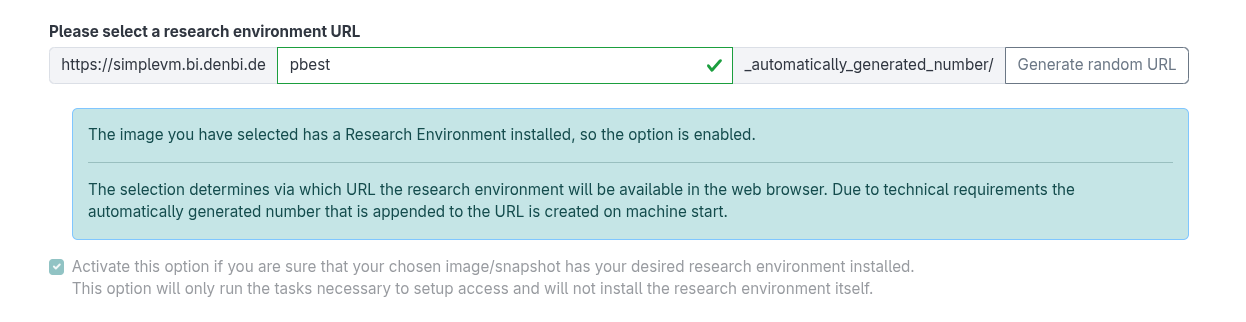 Please select a research environment URL
https://simplevm.bi.denbi.de pbest _automatically_generated_number/ Generate random URL
The image you have selected has a Research Environment installed, so the option is enabled.
The selection determines via which URL the research environment will be available in the web browser. Due to technical requirements the
automatically generated number that is appended to the URL is created on machine start.
Activate this option if you are sure that your chosen image/snapshot has your desired research environment installed.
This option will only run the tasks necessary to setup access and will not install the research environment itself.